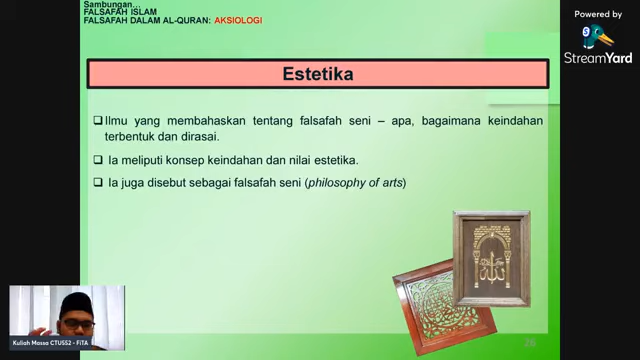 Sambungan...
FALSAFAH ISLAM
FALSAFAH DALAM AL-QURAN: AKSIOLOGI
Powered by
StreamYard
Estetika
❑Ilmu yang membahaskan tentang falsafah seni – apa, bagaimana keindahan
terbentuk dan dirasai.
❑ Ia meliputi konsep keindahan dan nilai estetika.
❑ Ia juga disebut sebagai falsafah seni (philosophy of arts)
Kuliah Massa CTU552 - FiTA
26